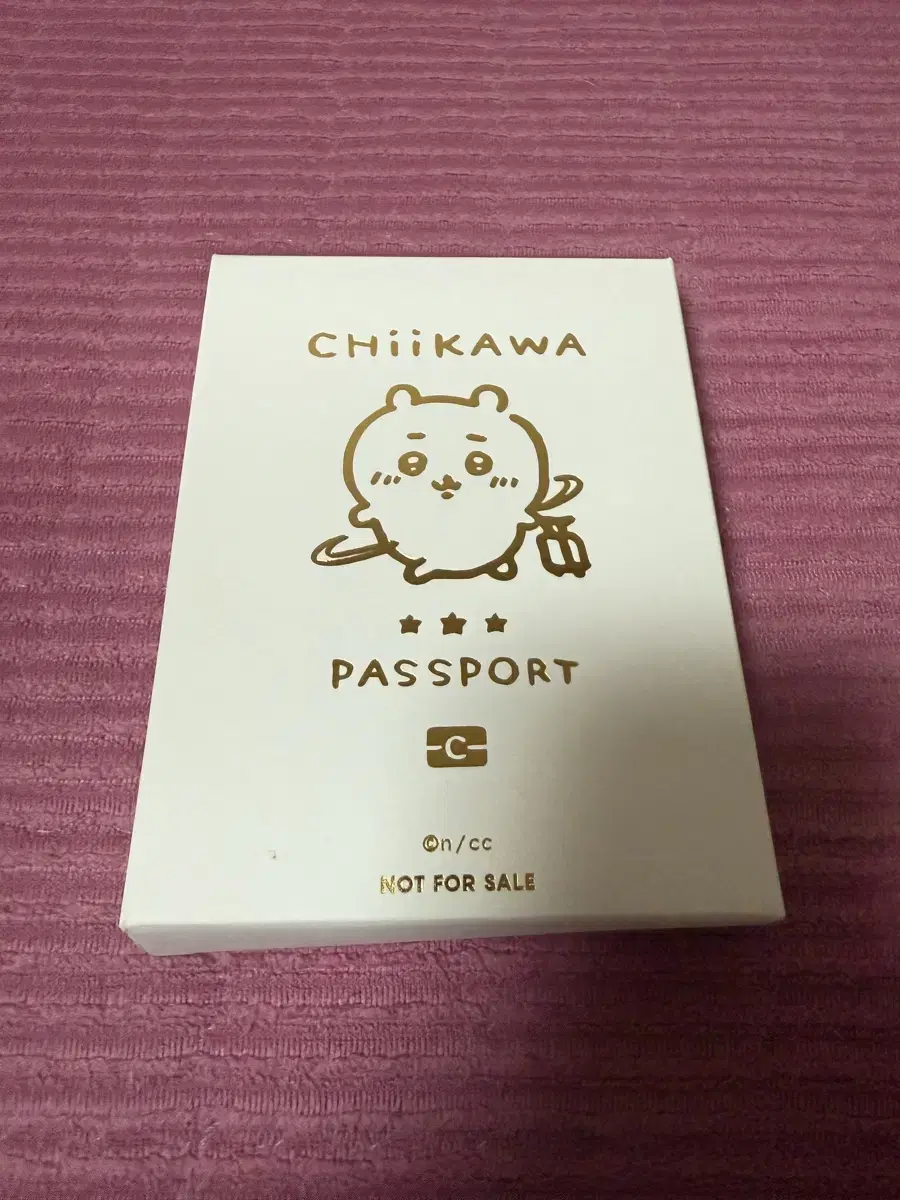 CHiiKAWA
PASSPORT
C
©n/cc
NOT FOR SALE